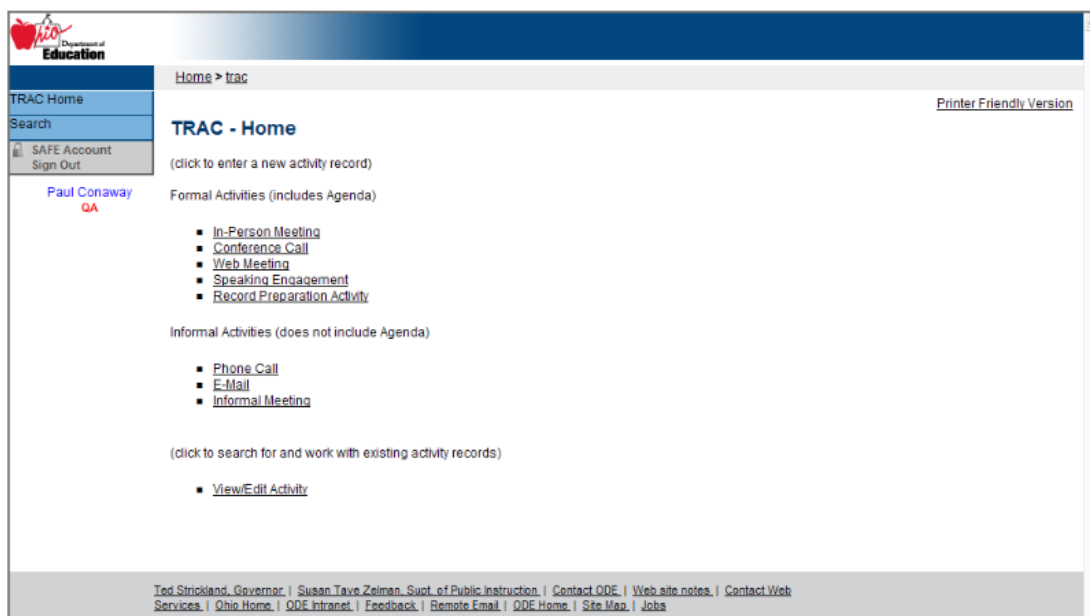 Ohio
Department of
Education
Home > trac
TRAC Home
Search
SAFE Account
Sign Out
Paul Conaway
QA
Printer Friendly Version
TRAC - Home
(click to enter a new activity record)
Formal Activities (includes Agenda)
In-Person Meeting
Conference Call
Web Meeting
Speaking Engagement
Record Preparation Activity
Informal Activities (does not include Agenda)
Phone Call
E-Mail
Informal Meeting
(click to search for and work with existing activity records)
View/Edit Activity
Ted Strickland, Governor | Susan Tave Zelman, Supt. of Public Instruction | Contact ODE | Web site notes | Contact Web
Services | Ohio Home | ODE Intranet | Feedback | Remote Email | ODE Home | Site Map | Jobs